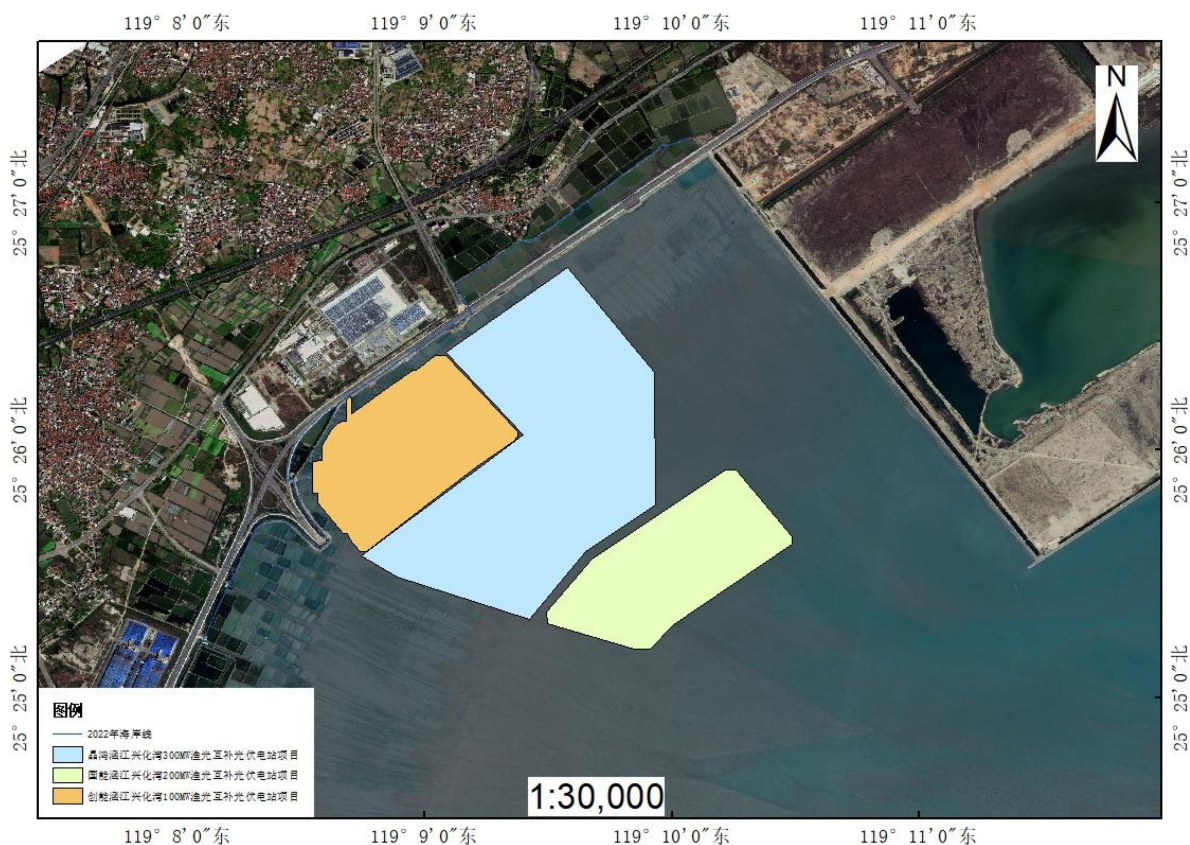 119° 8′ 0″东
119° 9′ 0″东
119° 10′ 0″东
119° 11′ 0″东
N
25° 27′ 0″北
25° 27′ 0″北
25° 26′ 0″北
25° 26′ 0″北
25° 25′ 0″北
25° 25′ 0″北
图例
2022年海岸线
晶鸿涵江兴化湾300MW渔光互补光伏电站项目
国能涵江兴化湾200MW渔光互补光伏电站项目
创能涵江兴化湾100MW渔光互补光伏电站项目
1:30,000
119° 8′ 0″东
119° 9′ 0″东
119° 10′ 0″东
119° 11′ 0″东